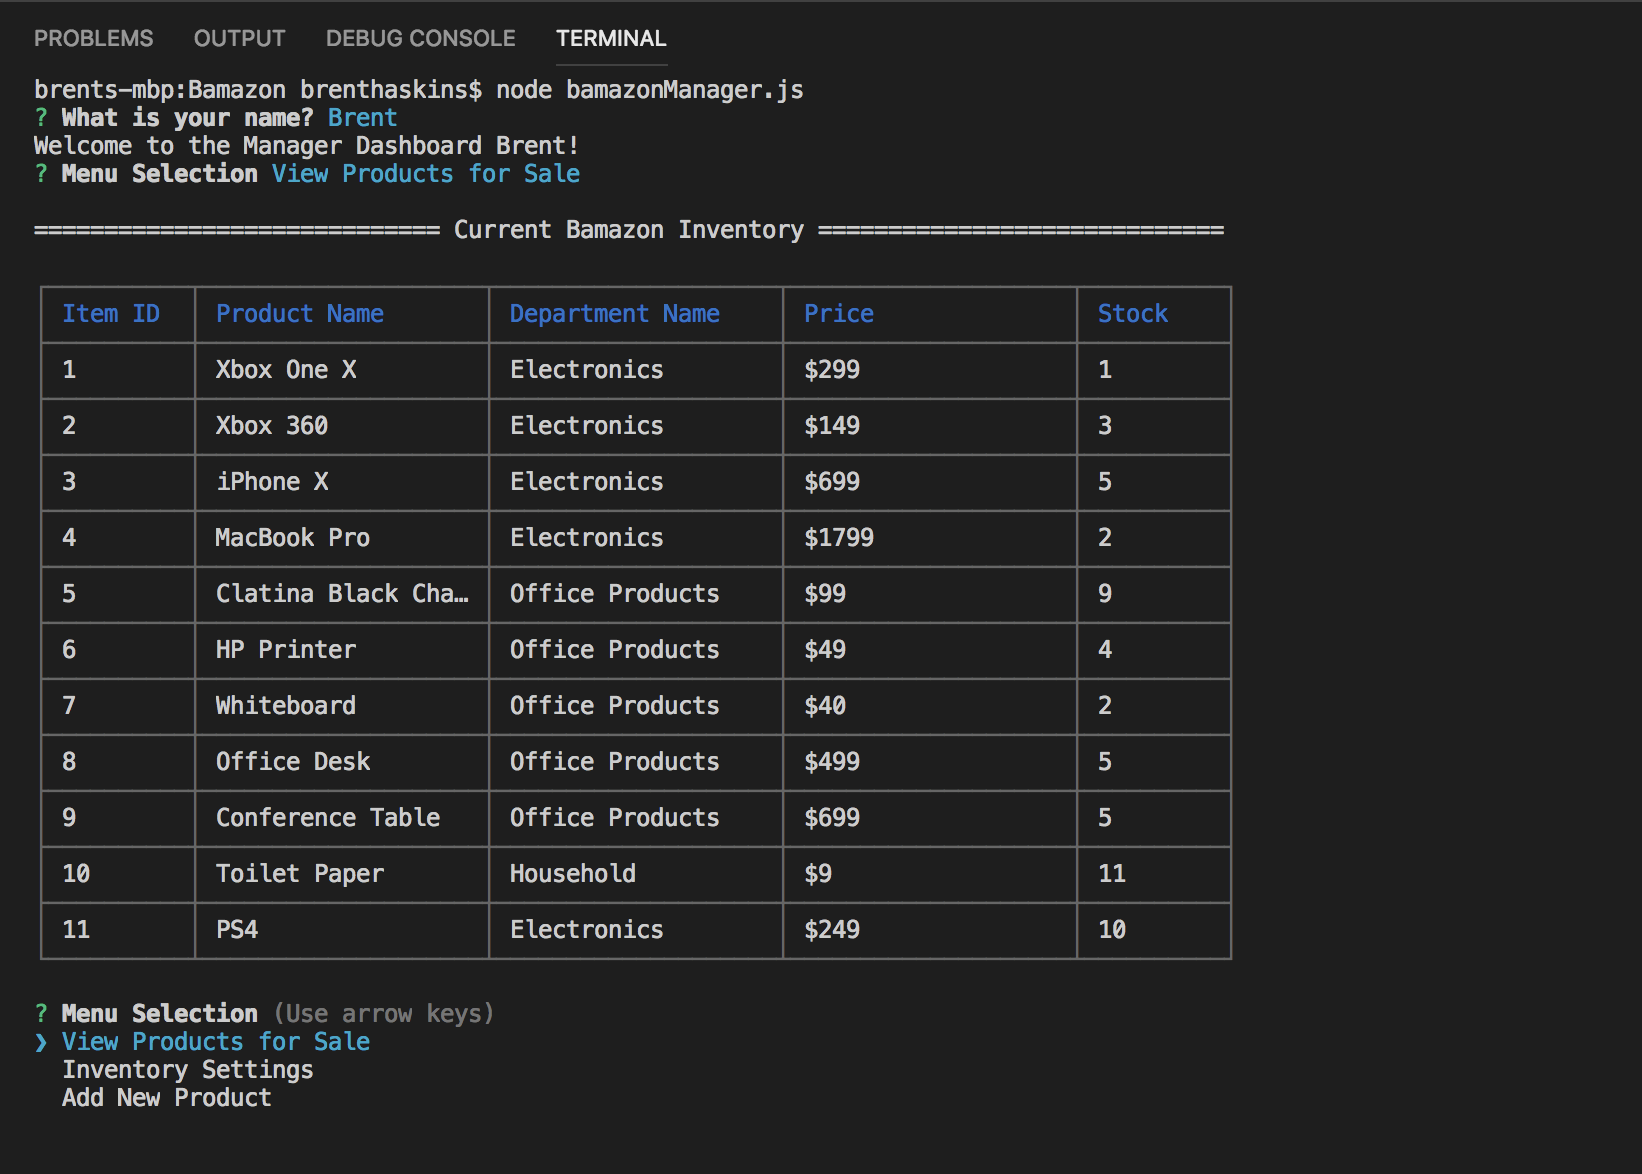 PROBLEMS OUTPUT DEBUG CONSOLE TERMINAL
brents-mbp:Bamazon brenthaskins$ node bamazonManager.js
? What is your name? Brent
Welcome to the Manager Dashboard Brent!
? Menu Selection View Products for Sale
============================= Current Bamazon Inventory =============================
Item ID Product Name Department Name Price Stock
1 Xbox One X Electronics $299 1
2 Xbox 360 Electronics $149 3
3 iPhone X Electronics $699 5
4 MacBook Pro Electronics $1799 2
5 Clatina Black Cha… Office Products $99 9
6 HP Printer Office Products $49 4
7 Whiteboard Office Products $40 2
8 Office Desk Office Products $499 5
9 Conference Table Office Products $699 5
10 Toilet Paper Household $9 11
11 PS4 Electronics $249 10
? Menu Selection (Use arrow keys)
❯ View Products for Sale
Inventory Settings
Add New Product